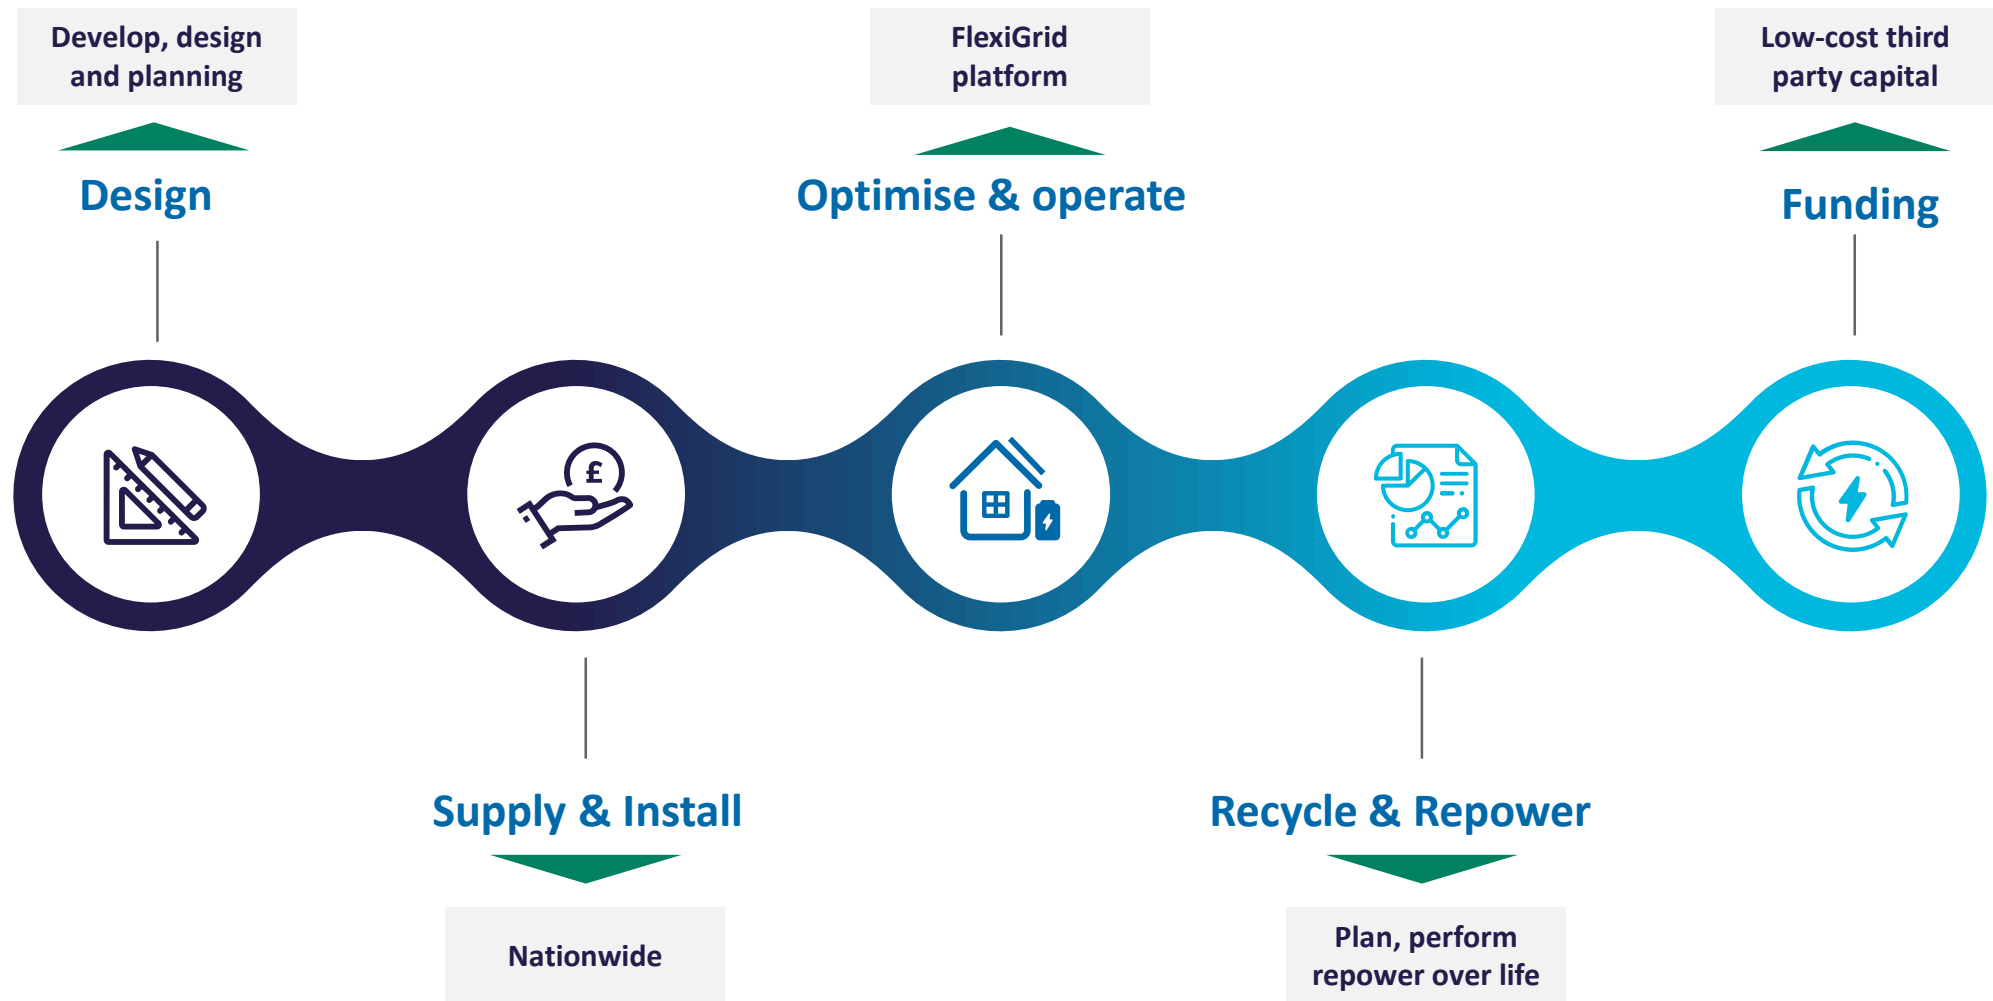 Develop, design
and planning
Design
FlexiGrid
platform
Optimise & operate
Low-cost third
party capital
Funding
£
Supply & Install
Nationwide
Recycle & Repower
Plan, perform
repower over life